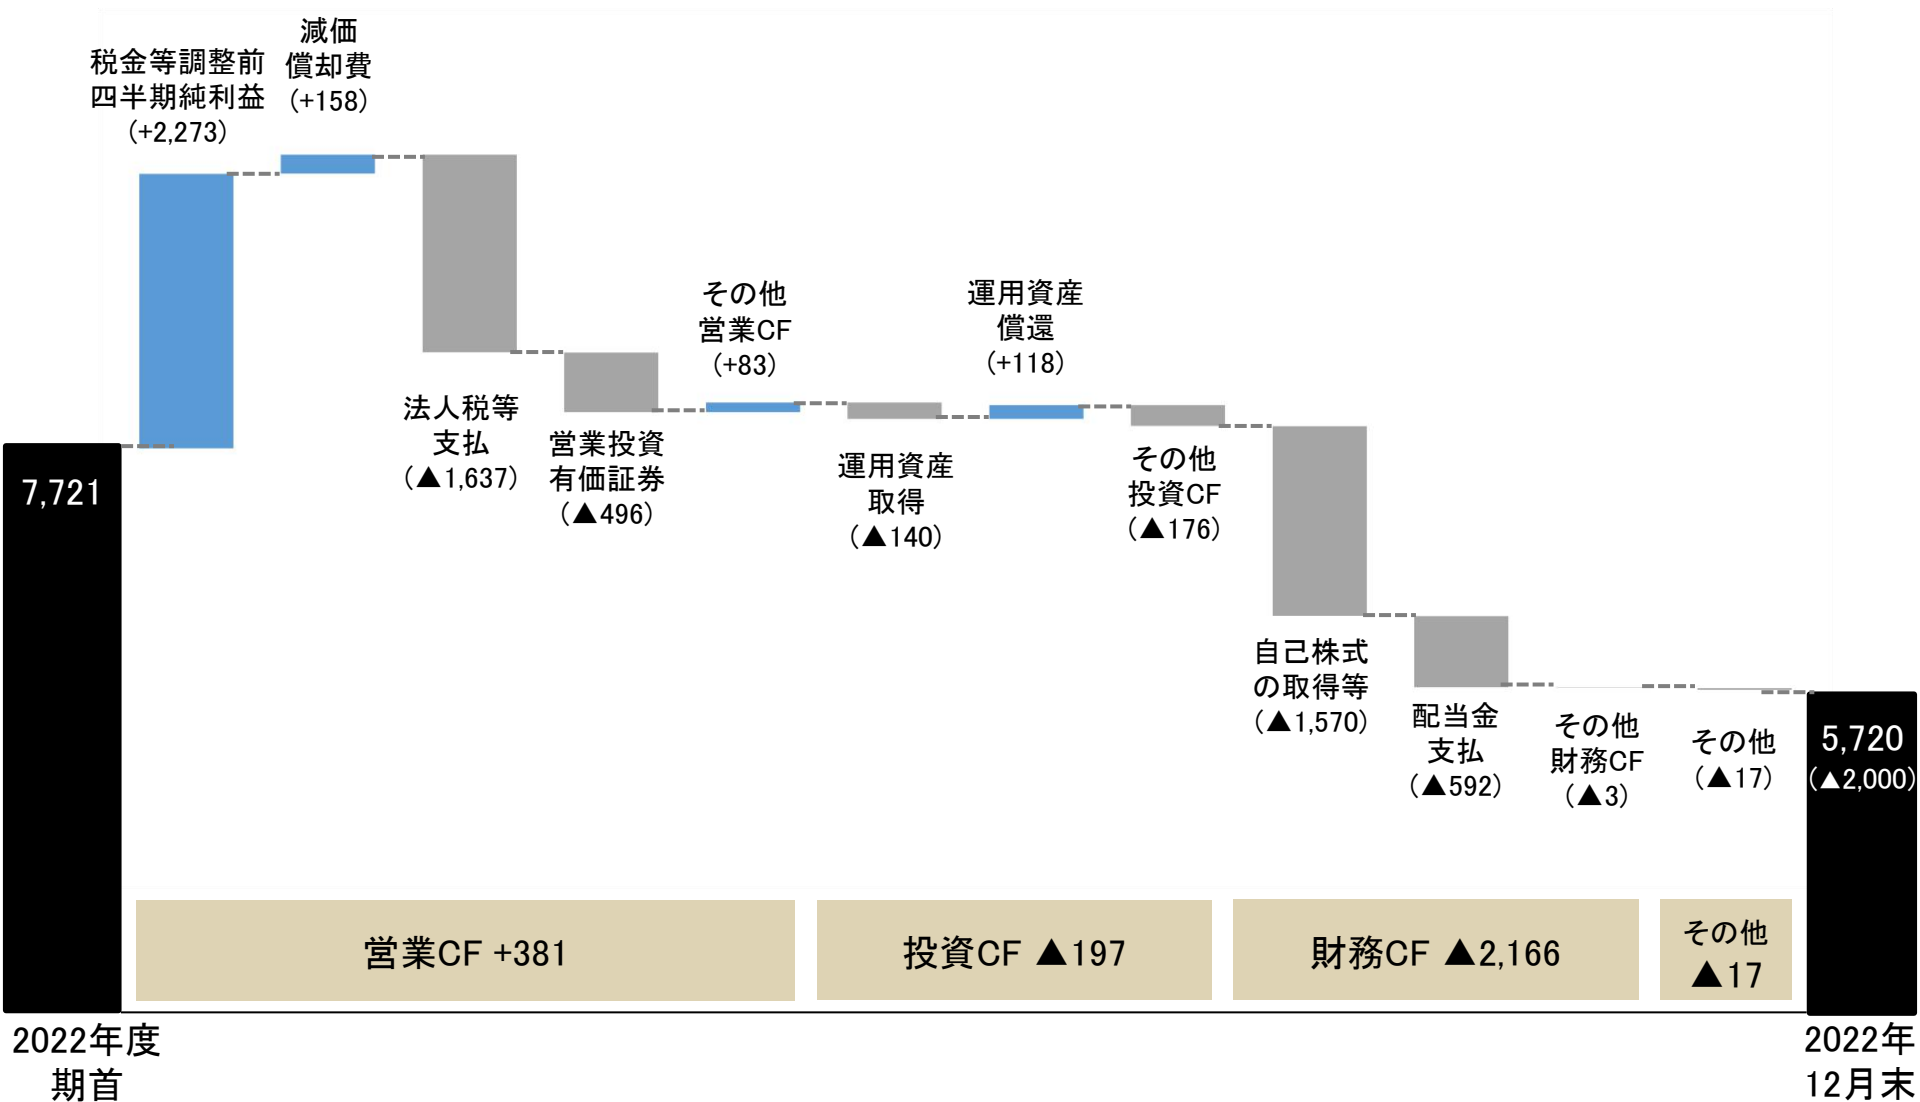 税金等調整前
四半期純利益
(+2,273)
減価
償却費
(+158)
法人税等
支払
(▲1,637)
営業投資
有価証券
(▲496)
その他
営業CF
(+83)
運用資産
取得
(▲140)
運用資産
償還
(+118)
その他
投資CF
(▲176)
自己株式
の取得等
(▲1,570)
配当金
支払
(▲592)
その他
財務CF
(▲3)
その他
(▲17)
7,721
5,720
(▲2,000)
営業CF +381
投資CF ▲197
財務CF ▲2,166
その他
▲17
2022年度
期首
2022年
12月末